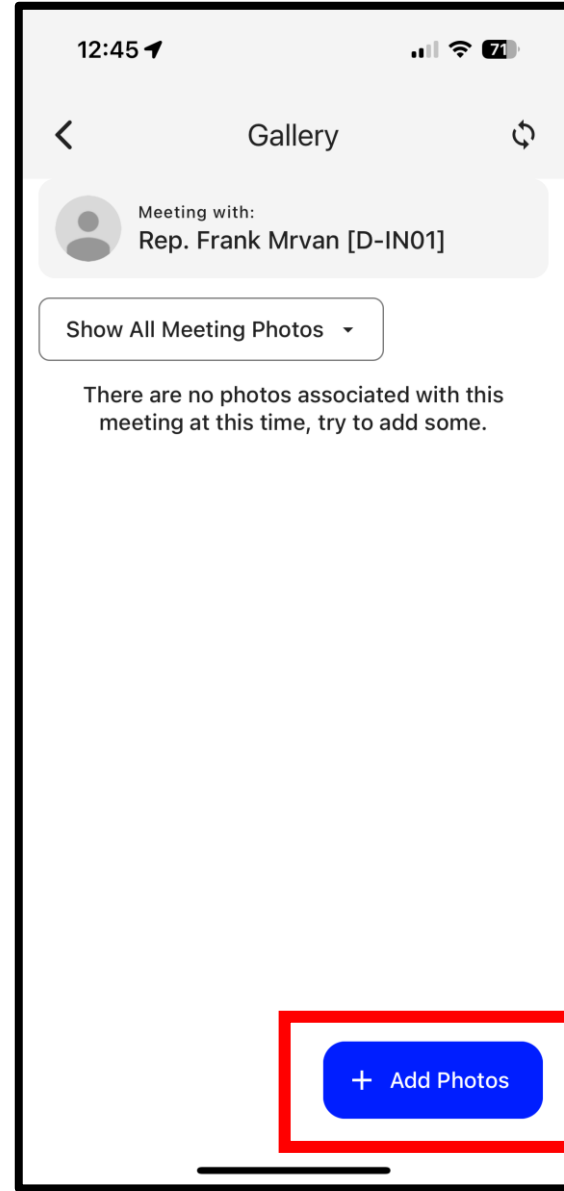 12:45
71
Gallery
Meeting with:
Rep. Frank Mrvan [D-IN01]
Show All Meeting Photos
There are no photos associated with this
meeting at this time, try to add some.
+ Add Photos